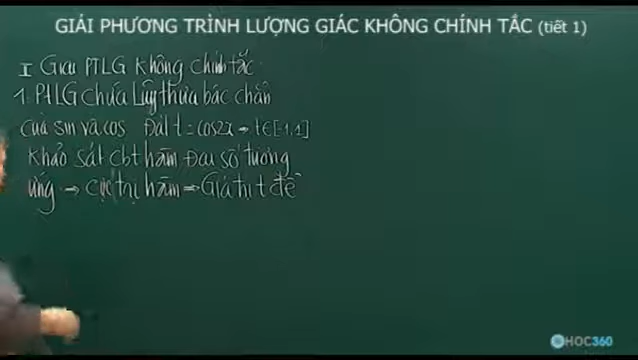 GIẢI PHƯƠNG TRÌNH LƯỢNG GIÁC KHÔNG CHÍNH TẮC (tiết 1)
I Giải PTLG không chính tắc
1. PTLG chứa Lũy thừa bậc chẵn
của sin và cos Đặt t = cos2x → t∈[-1,1]
Khảo sát hàm Đại số tương
ứng → cực trị hàm → Giá trị t để
HOC360